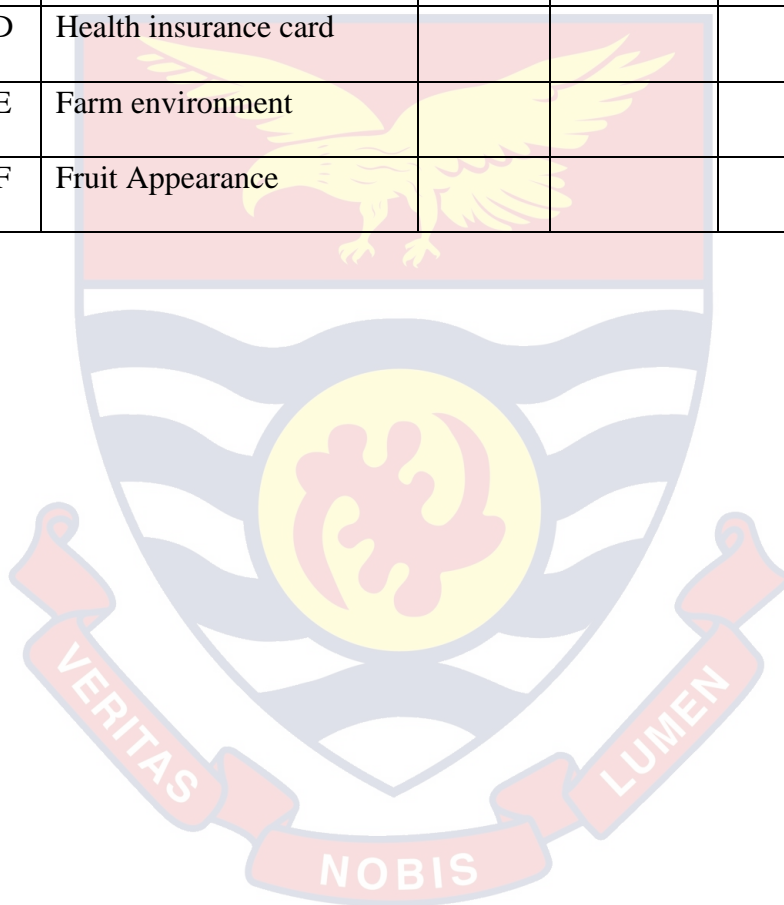 D Health insurance card
E Farm environment
F Fruit Appearance
VERITAS
NOBIS
LUMEN